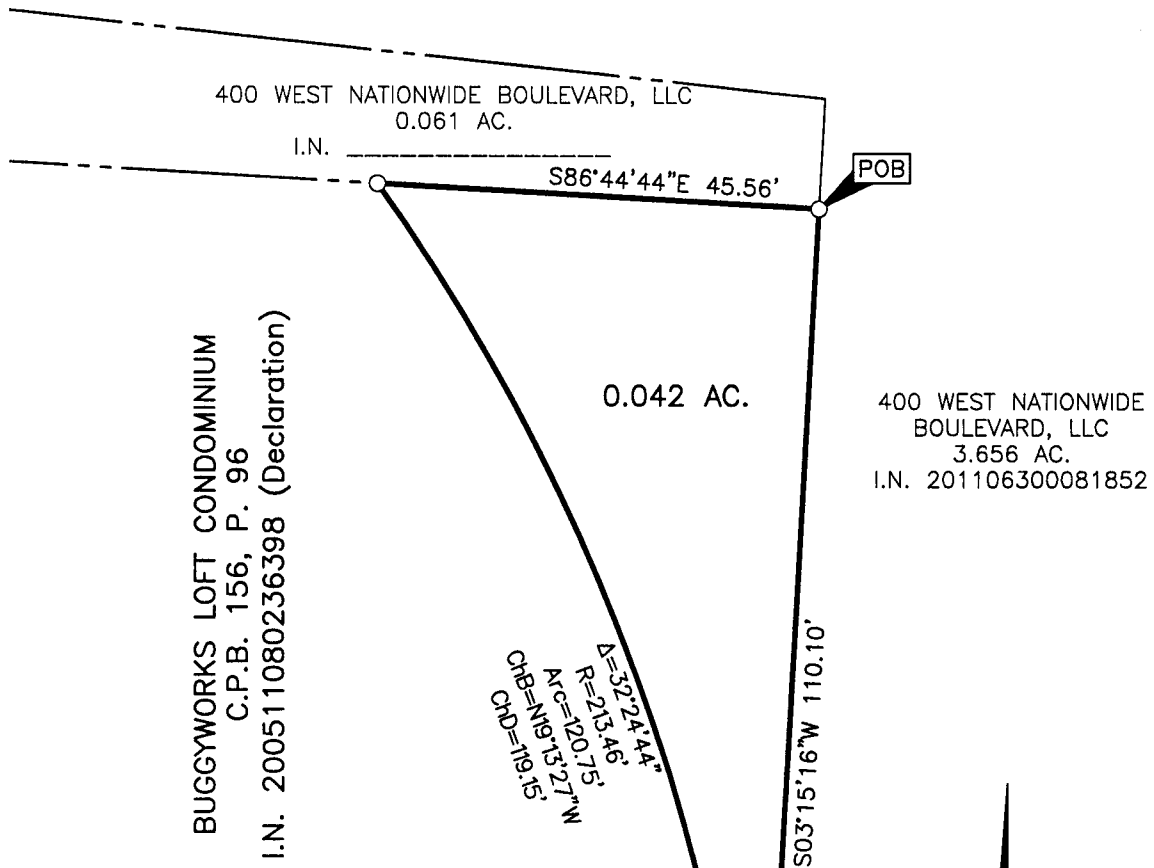 400 WEST NATIONWIDE BOULEVARD, LLC
0.061 AC.
I.N. __________________
S86°44'44"E 45.56'
POB
0.042 AC.
400 WEST NATIONWIDE
BOULEVARD, LLC
3.656 AC.
I.N. 201106300081852
BUGGYWORKS LOFT CONDOMINIUM
C.P.B. 156, P. 96
I.N. 200511080236398 (Declaration)
Δ=32°24'44"
R=213.46'
Arc=120.75'
ChB=N19°13'27"W
ChD=119.15'
S03°15'16"W 110.10'